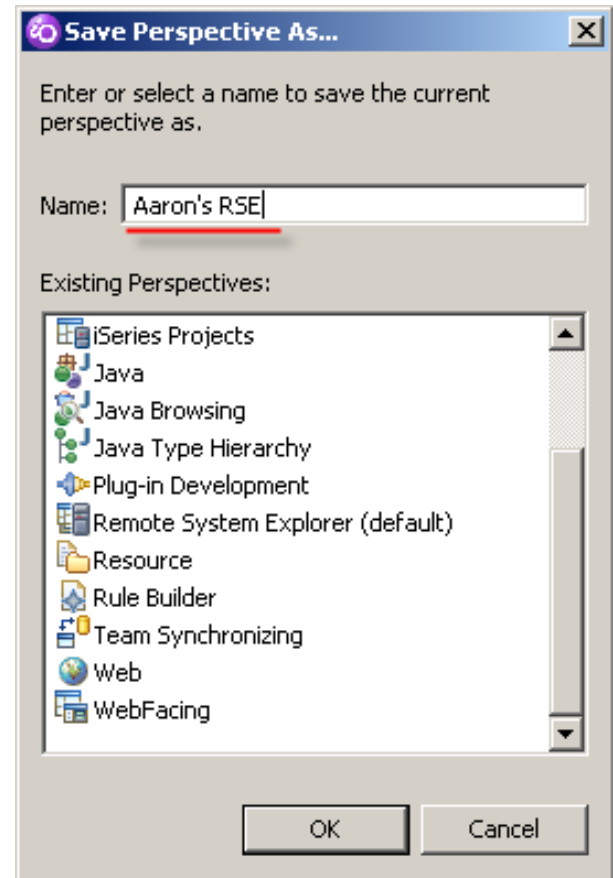 Save Perspective As...
Enter or select a name to save the current
perspective as.
Name: Aaron's RSE
Existing Perspectives:
iSeries Projects
Java
Java Browsing
Java Type Hierarchy
Plug-in Development
Remote System Explorer (default)
Resource
Rule Builder
Team Synchronizing
Web
WebFacing
OK Cancel